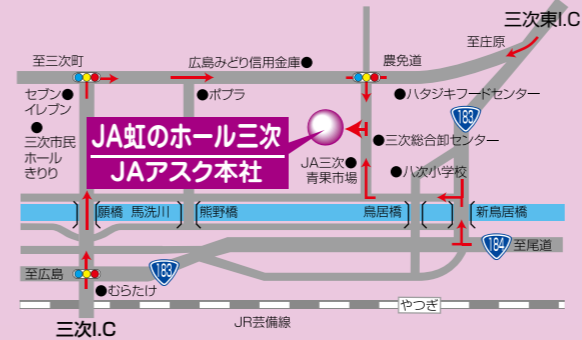 三次東I.C
至庄原
至三次町
広島みどり信用金庫●
農免道
セブン●
イレブン
●ポプラ
●ハタジキフードセンター
183
●
三次市民
ホール
きりり
JA虹のホール三次
JAアスク本社
●三次総合卸センター
JA三次●
青果市場
●八次小学校
願橋
馬洗川
熊野橋
鳥居橋
新鳥居橋
184
至尾道
183
至広島
●むらたけ
やつぎ
三次I.C
JR芸備線